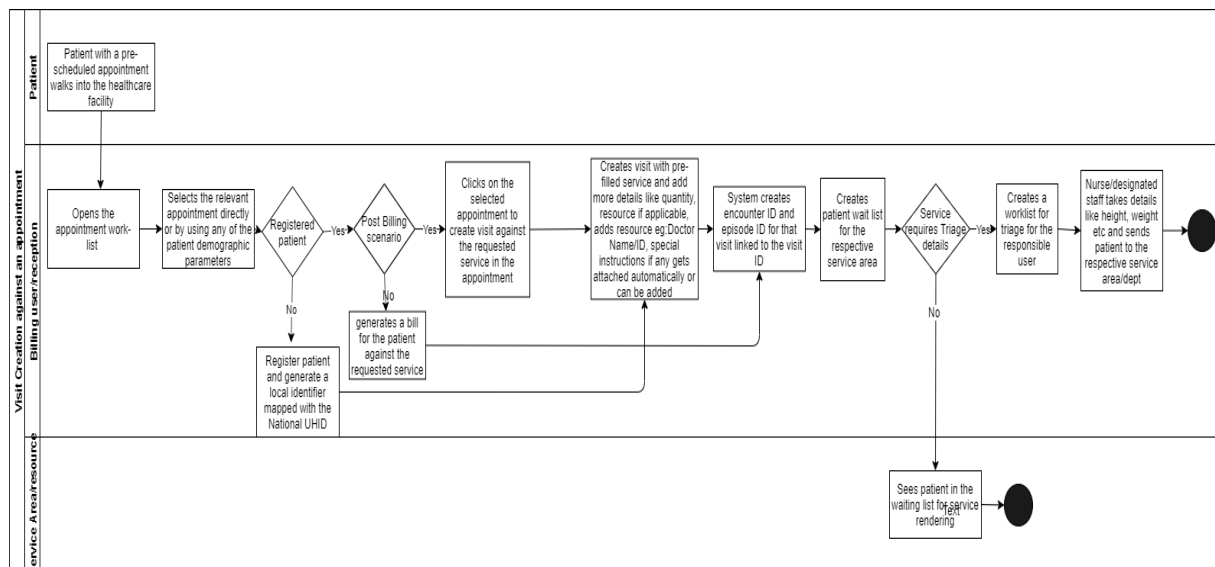 Visit Creation against an appointment
Patient
Patient with a pre-
scheduled appointment
walks into the healthcare
facility
Billing user/reception
Opens the
appointment work-
list
Selects the relevant
appointment directly
or by using any of the
patient demographic
parameters
Registered
patient
Yes
No
Register patient
and generate a
local identifier
mapped with the
National UHID
Post Billing
scenario
Yes
No
generates a bill
for the patient
against the
requested service
Clicks on the
selected
appointment to
create visit against
the requested
service in the
appointment
Creates visit with pre-
filled service and add
more details like quantity,
resource if applicable,
adds resource eg:Doctor
Name/ID, special
instructions if any gets
attached automatically or
can be added
System creates
encounter ID and
episode ID for that
visit linked to the visit
ID
Creates
patient wait list
for the
respective
service area
Service
requires Triage
details
Yes
No
Creates a
worklist for
triage for the
responsible
user
Nurse/designated
staff takes details
like height, weight
etc and sends
patient to the
respective service
area/dept
ervice Area/resource
Sees patient in the
waiting list for service
rendering
Text